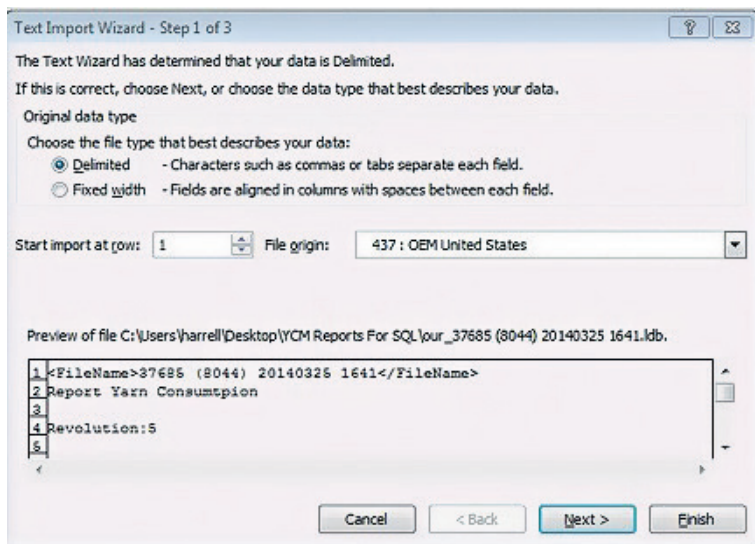 Text Import Wizard - Step 1 of 3
The Text Wizard has determined that your data is Delimited.
If this is correct, choose Next, or choose the data type that best describes your data.
Original data type
Choose the file type that best describes your data:
Delimited - Characters such as commas or tabs separate each field.
Fixed width - Fields are aligned in columns with spaces between each field.
Start import at row: 1 File origin: 437 : OEM United States
Preview of file C:\Users\harrell\Desktop\YCM Reports For SQL\our_37685 (8044) 20140325 1641.ldb.
1 <FileName>37685 (8044) 20140325 1641</FileName>
2 Report Yarn Consumtpion
3
4 Revolution:5
5
Cancel < Back Next > Finish